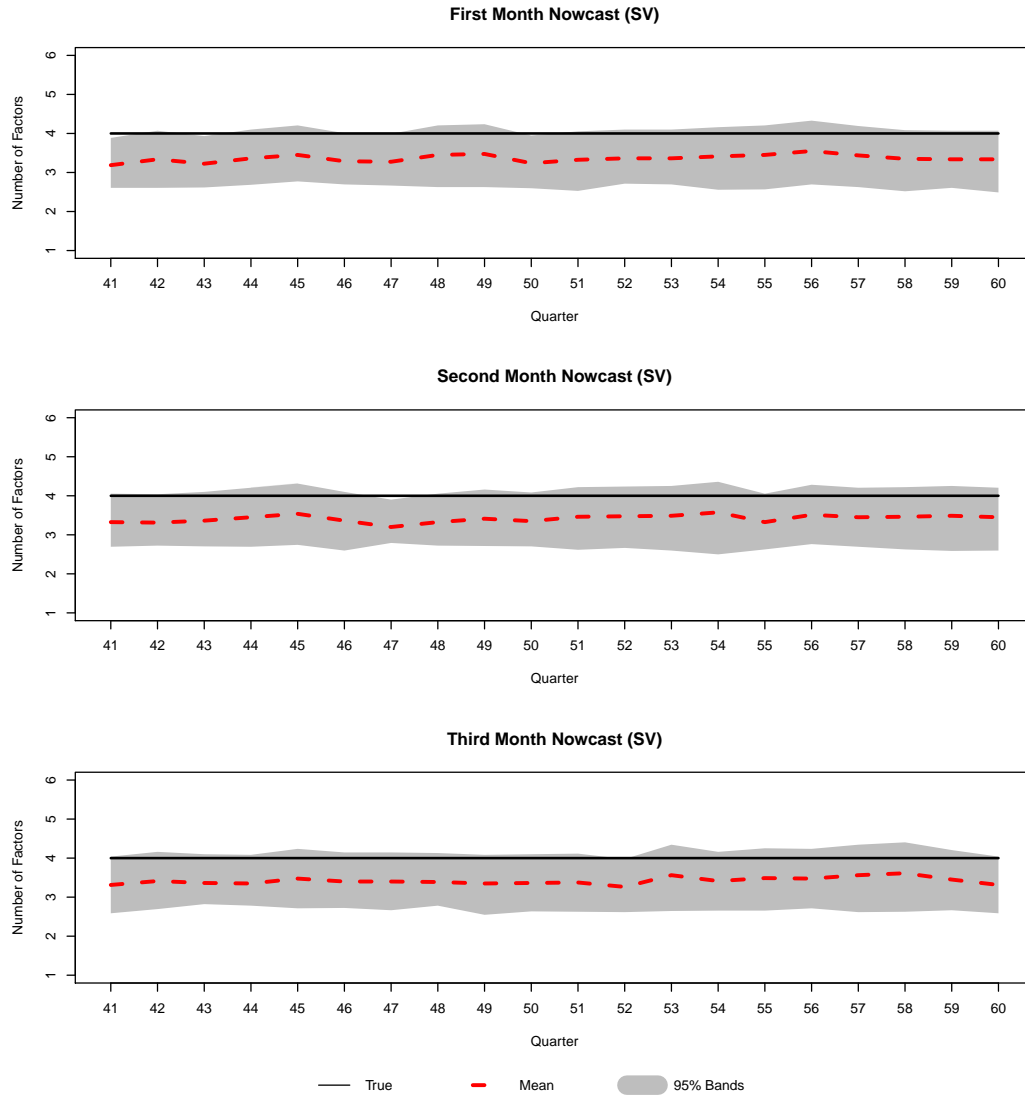 First Month Nowcast (SV)
Number of Factors
1 2 3 4 5 6
41 42 43 44 45 46 47 48 49 50 51 52 53 54 55 56 57 58 59 60
Quarter
Second Month Nowcast (SV)
Number of Factors
1 2 3 4 5 6
41 42 43 44 45 46 47 48 49 50 51 52 53 54 55 56 57 58 59 60
Quarter
Third Month Nowcast (SV)
Number of Factors
1 2 3 4 5 6
41 42 43 44 45 46 47 48 49 50 51 52 53 54 55 56 57 58 59 60
Quarter
True Mean 95% Bands